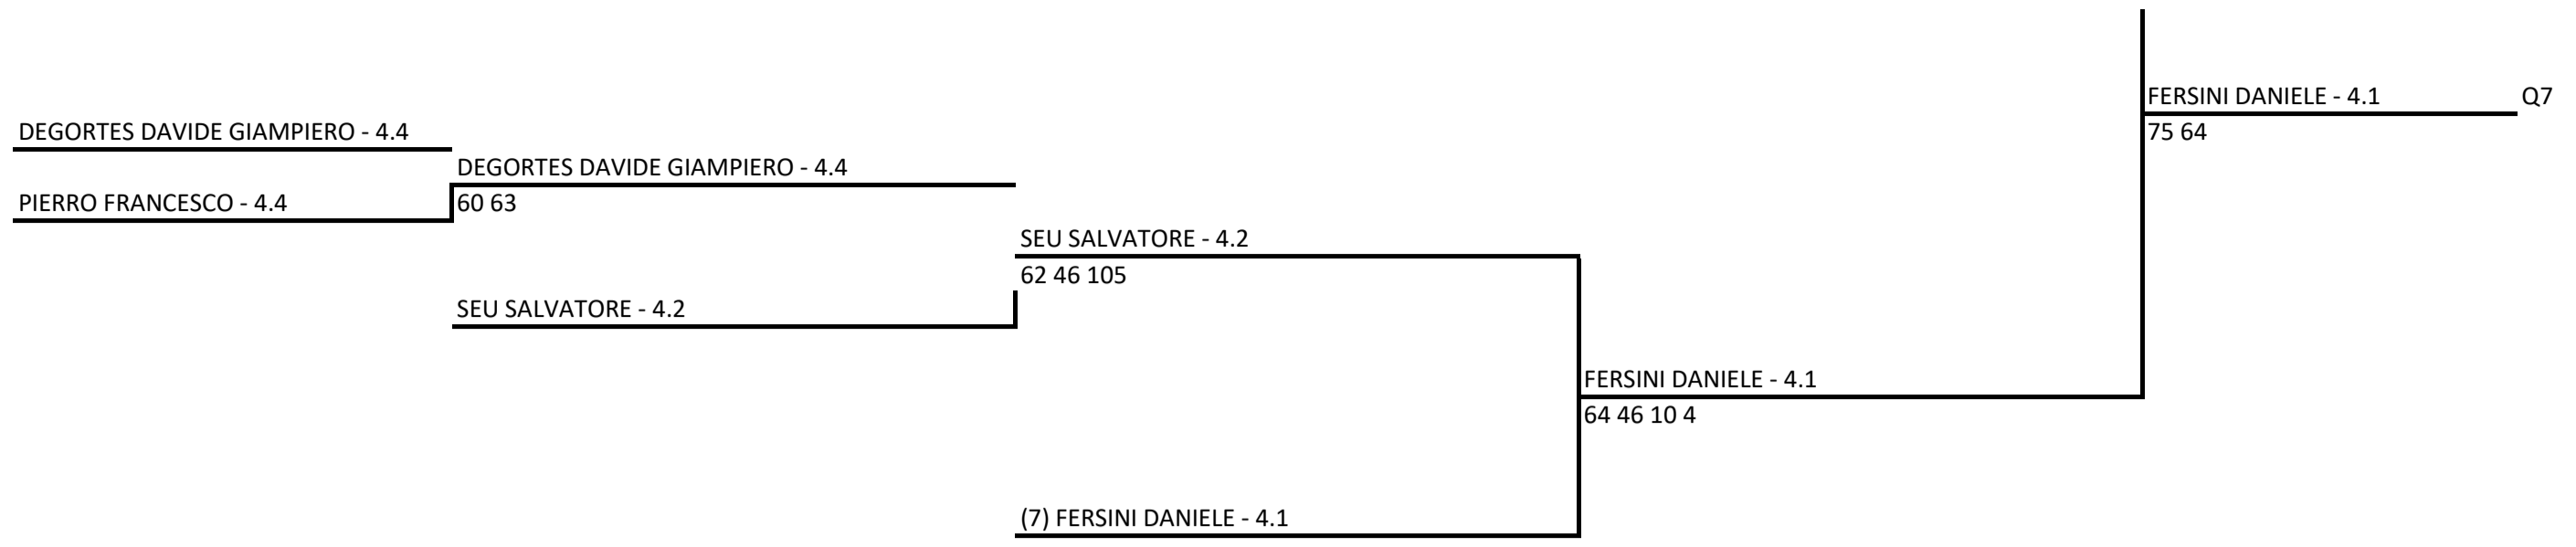 FERSINI DANIELE - 4.1 Q7
75 64
DEGORTES DAVIDE GIAMPIERO - 4.4
DEGORTES DAVIDE GIAMPIERO - 4.4
60 63
PIERRO FRANCESCO - 4.4
SEU SALVATORE - 4.2
62 46 105
SEU SALVATORE - 4.2
FERSINI DANIELE - 4.1
64 46 10 4
(7) FERSINI DANIELE - 4.1